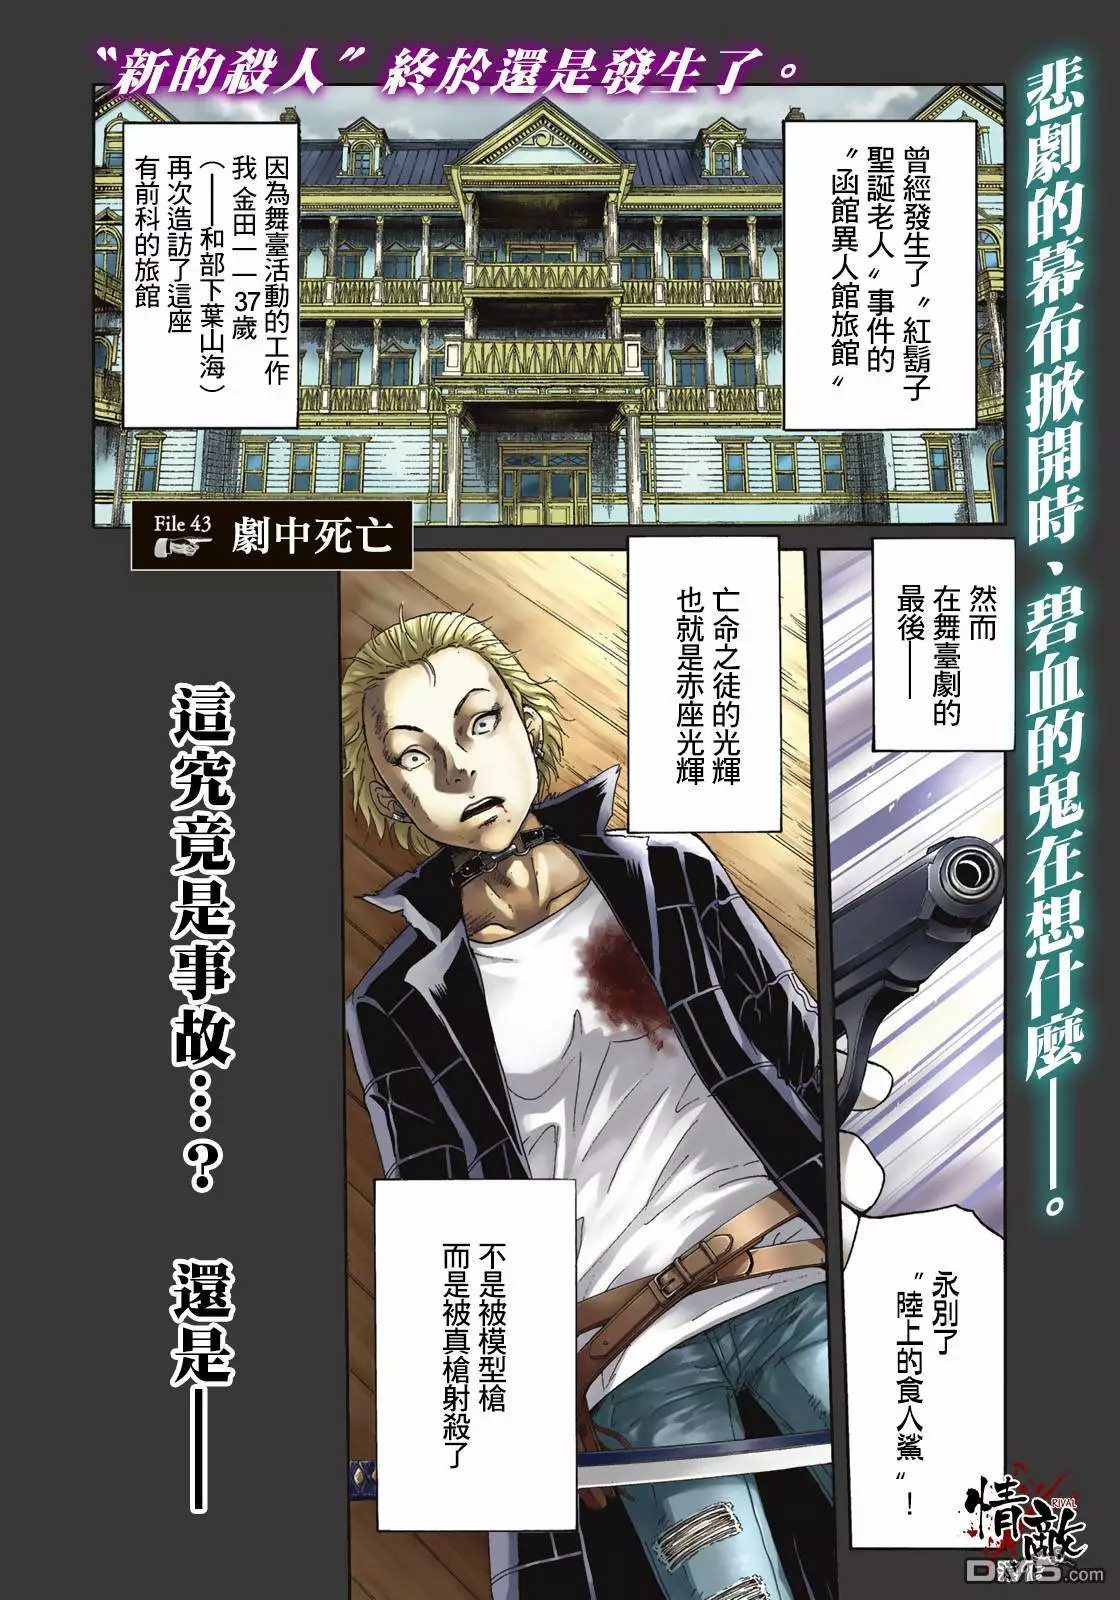 〝新的殺人〞終於還是發生了。
悲劇的幕布掀開時、碧血的鬼在想什麼——。
曾經發生了〝紅鬍子
聖誕老人〞事件的
〝函館異人館旅館〞
因為舞臺活動的工作
我 金田一一 37歲
（——和部下葉山海）
再次造訪了這座
有前科的旅館
File 43
劇中死亡
然而
在舞臺劇的
最後——
永別了
〝陸上的食人鯊〞！
亡命之徒的光輝
也就是赤座光輝
不是被模型槍
而是被真槍射殺了
這究竟是事故…？ 還是——
情敵
RIVAL
DM5.com